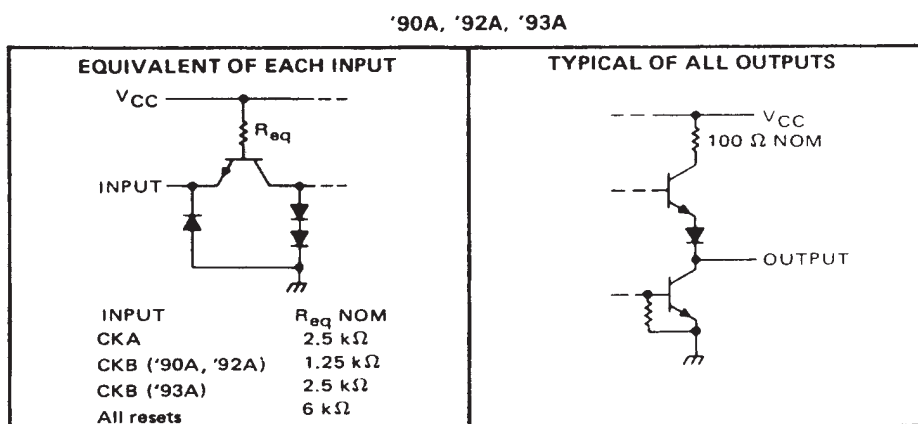 '90A, '92A, '93A
EQUIVALENT OF EACH INPUT
VCC
Req
INPUT
INPUT Req NOM
CKA 2.5 kΩ
CKB ('90A, '92A) 1.25 kΩ
CKB ('93A) 2.5 kΩ
All resets 6 kΩ
TYPICAL OF ALL OUTPUTS
VCC
100 Ω NOM
OUTPUT